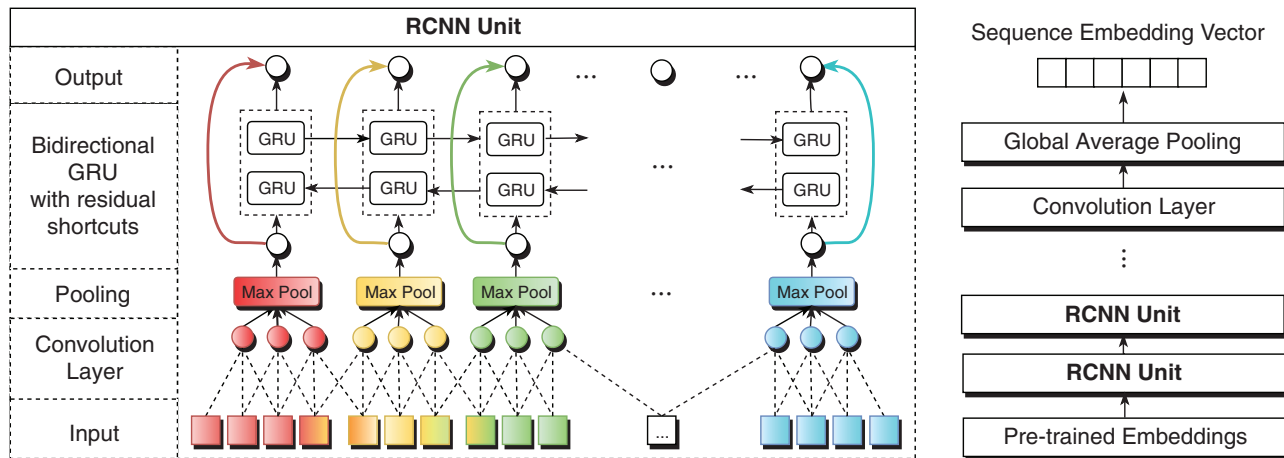 RCNN Unit
Output
...
...
GRU
GRU
GRU
GRU
Bidirectional
GRU
with residual
shortcuts
...
GRU
GRU
GRU
GRU
Pooling
Max Pool
Max Pool
Max Pool
...
Max Pool
Convolution
Layer
Input
...
Sequence Embedding Vector
Global Average Pooling
Convolution Layer
...
RCNN Unit
RCNN Unit
Pre-trained Embeddings